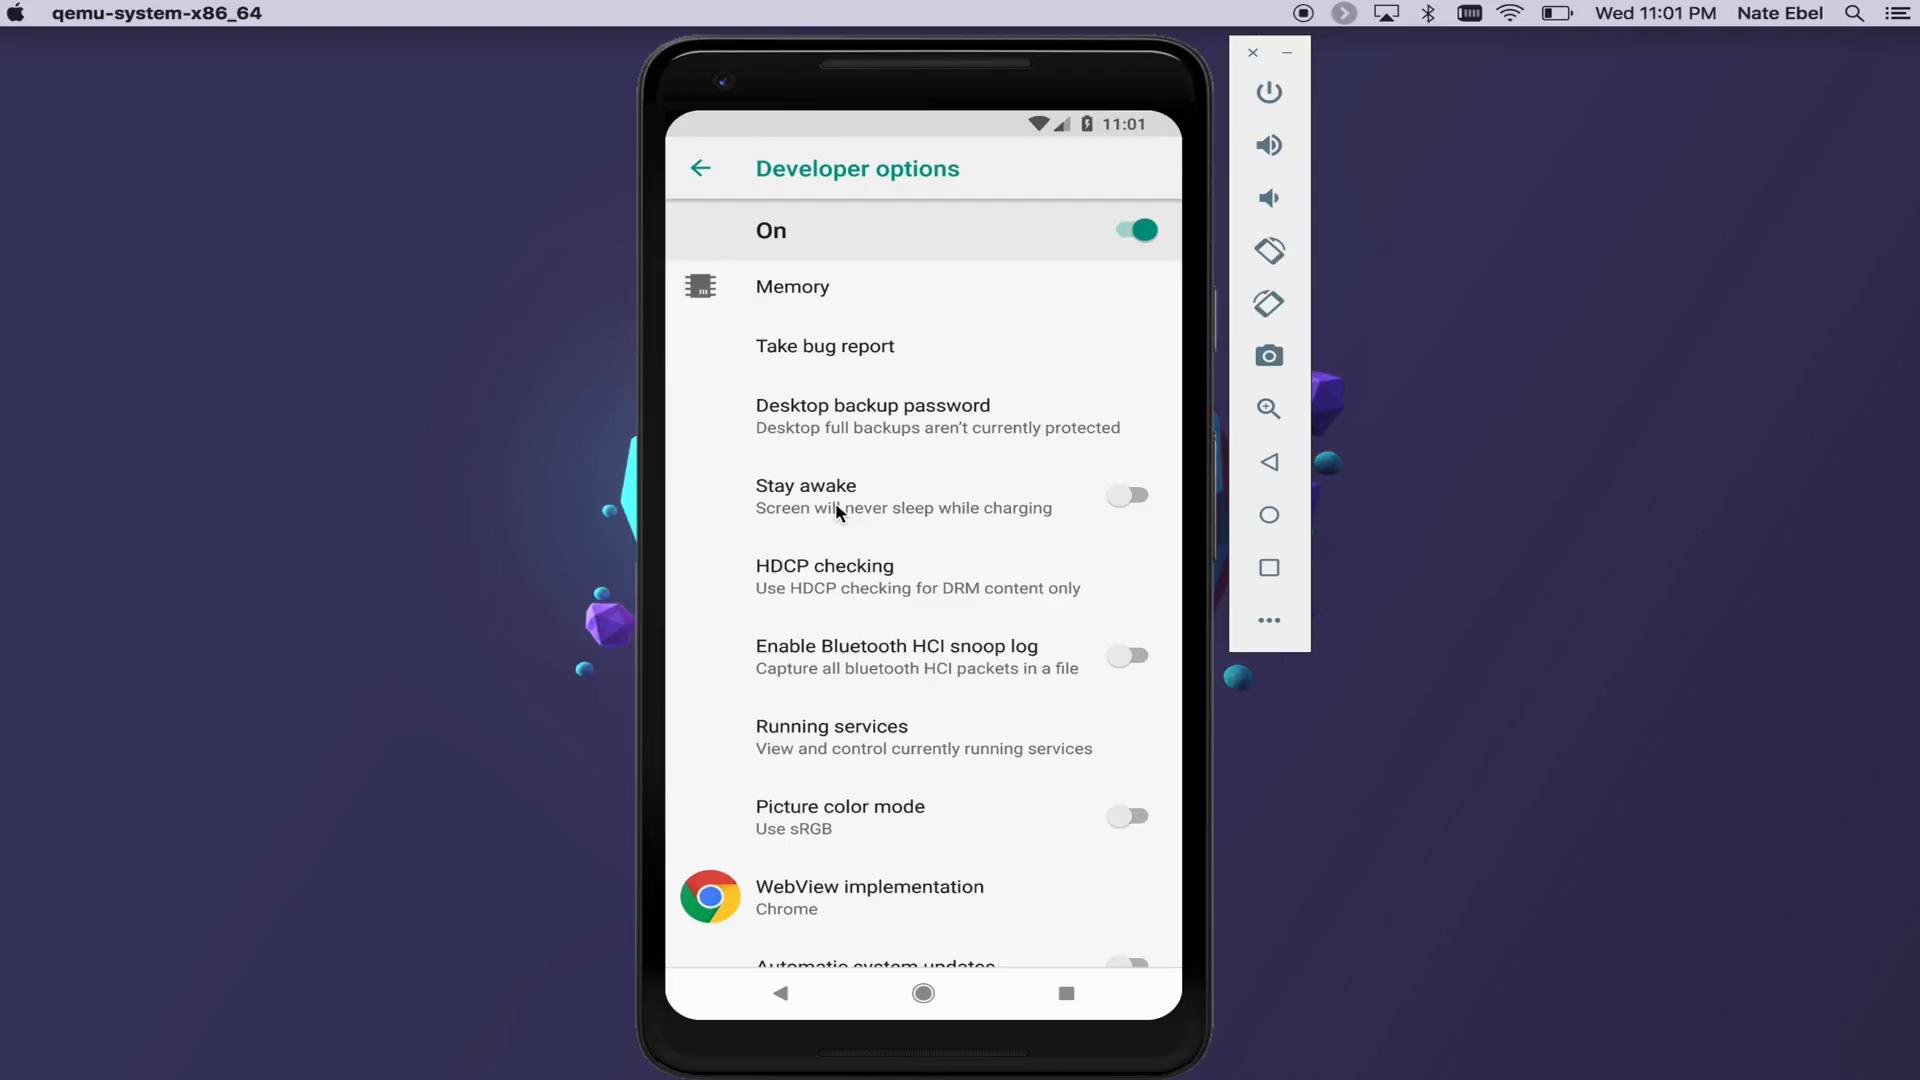 qemu-system-x86_64
Wed 11:01 PM
Nate Ebel
11:01
Developer options
On
Memory
Take bug report
Desktop backup password
Desktop full backups aren't currently protected
Stay awake
Screen will never sleep while charging
HDCP checking
Use HDCP checking for DRM content only
Enable Bluetooth HCI snoop log
Capture all bluetooth HCI packets in a file
Running services
View and control currently running services
Picture color mode
Use sRGB
WebView implementation
Chrome
Automatic system updates